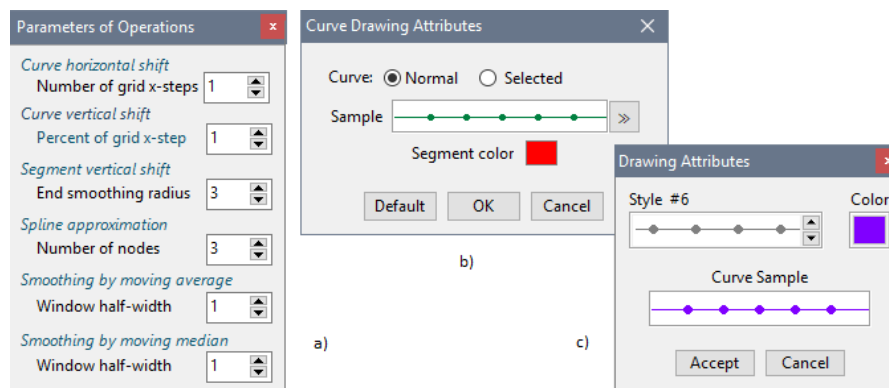 Parameters of Operations x
Curve horizontal shift
Number of grid x-steps 1
Curve vertical shift
Percent of grid x-step 1
Segment vertical shift
End smoothing radius 3
Spline approximation
Number of nodes 3
Smoothing by moving average
Window half-width 1
Smoothing by moving median
Window half-width 1
a)
Curve Drawing Attributes
Curve: Normal Selected
Sample
Segment color
Default OK Cancel
b)
Drawing Attributes x
Style #6 Color
Curve Sample
Accept Cancel
c)